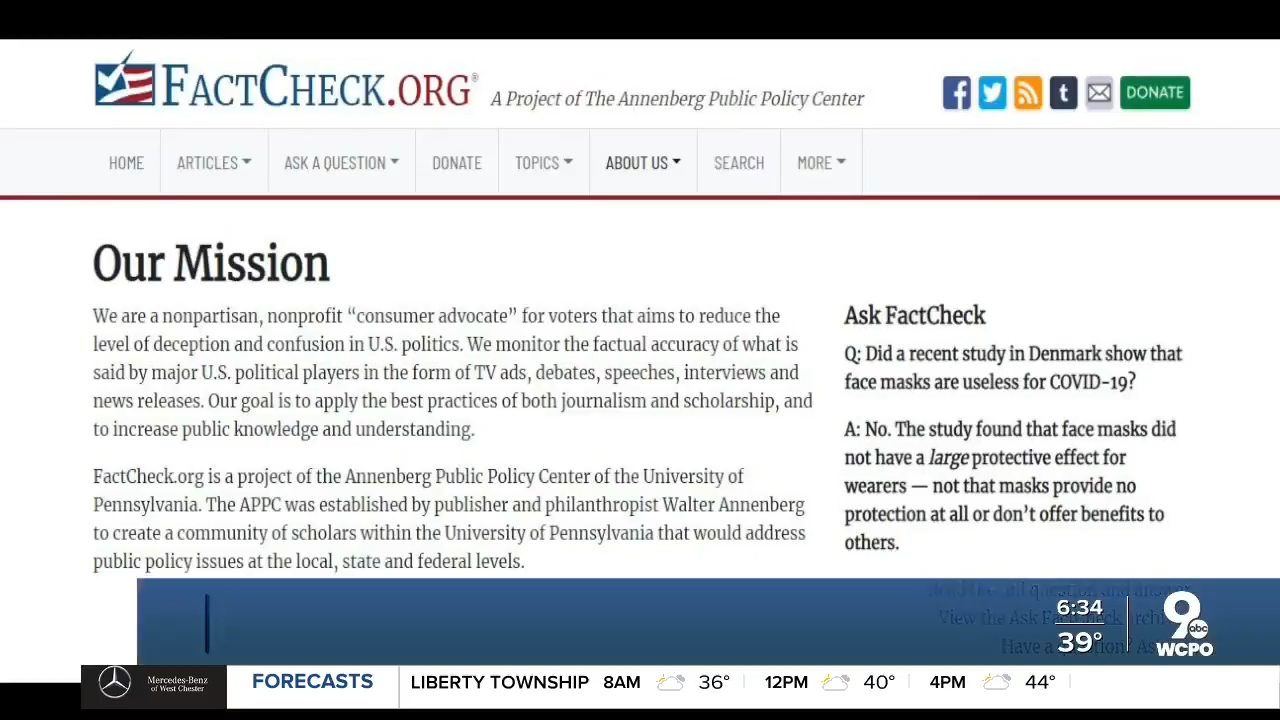 FACTCHECK.ORG® A Project of The Annenberg Public Policy Center
DONATE
HOME ARTICLES ASK A QUESTION DONATE TOPICS ABOUT US SEARCH MORE
Our Mission
We are a nonpartisan, nonprofit “consumer advocate” for voters that aims to reduce the
level of deception and confusion in U.S. politics. We monitor the factual accuracy of what is
said by major U.S. political players in the form of TV ads, debates, speeches, interviews and
news releases. Our goal is to apply the best practices of both journalism and scholarship, and
to increase public knowledge and understanding.
FactCheck.org is a project of the Annenberg Public Policy Center of the University of
Pennsylvania. The APPC was established by publisher and philanthropist Walter Annenberg
to create a community of scholars within the University of Pennsylvania that would address
public policy issues at the local, state and federal levels.
Ask FactCheck
Q: Did a recent study in Denmark show that
face masks are useless for COVID-19?
A: No. The study found that face masks did
not have a large protective effect for
wearers — not that masks provide no
protection at all or don’t offer benefits to
others.
question and
View the Ask
Have a
6:34
39°
9 abc
WCPO
Mercedes-Benz
of West Chester
FORECASTS
LIBERTY TOWNSHIP 8AM 36° 12PM 40° 4PM 44°